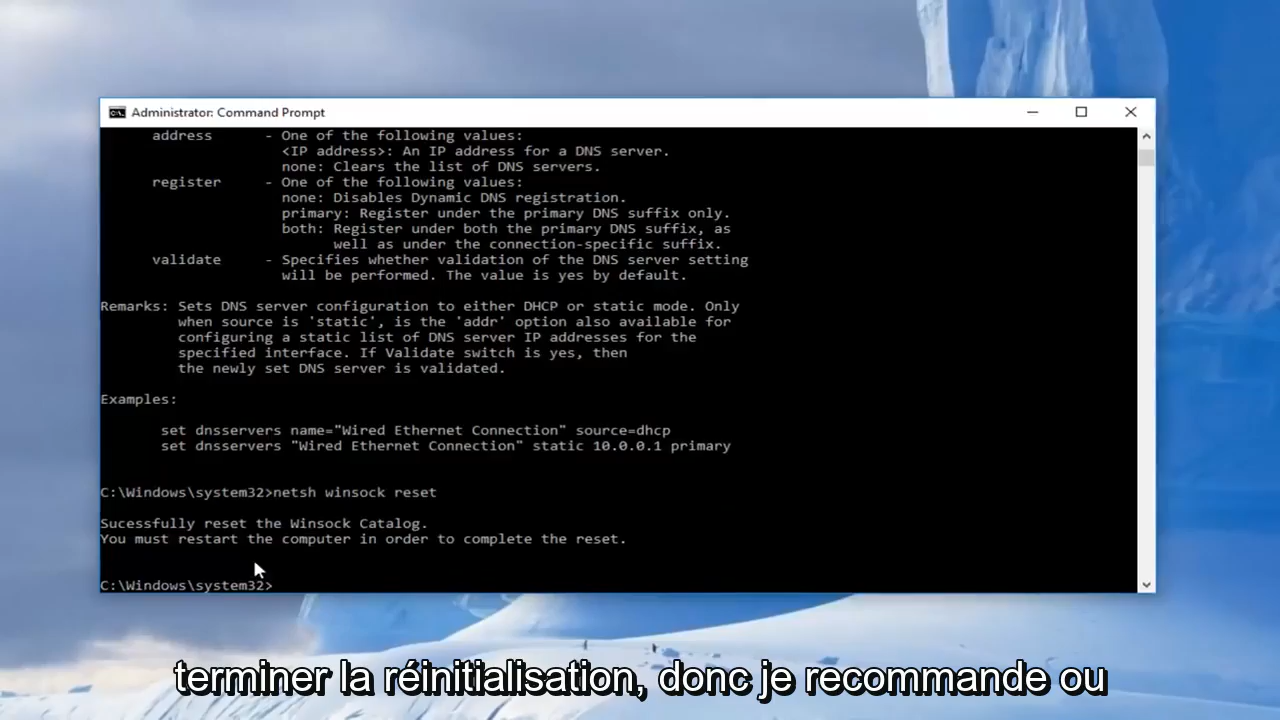 Administrator: Command Prompt
address - One of the following values:
<IP address>: An IP address for a DNS server.
none: Clears the list of DNS servers.
register - One of the following values:
none: Disables Dynamic DNS registration.
primary: Register under the primary DNS suffix only.
both: Register under both the primary DNS suffix, as
well as under the connection-specific suffix.
validate - Specifies whether validation of the DNS server setting
will be performed. The value is yes by default.
Remarks: Sets DNS server configuration to either DHCP or static mode. Only
when source is 'static', is the 'addr' option also available for
configuring a static list of DNS server IP addresses for the
specified interface. If Validate switch is yes, then
the newly set DNS server is validated.
Examples:
set dnsservers name="Wired Ethernet Connection" source=dhcp
set dnsservers "Wired Ethernet Connection" static 10.0.0.1 primary
C:\Windows\system32>netsh winsock reset
Sucessfully reset the Winsock Catalog.
You must restart the computer in order to complete the reset.
C:\Windows\system32>
terminer la réinitialisation, donc je recommande ou